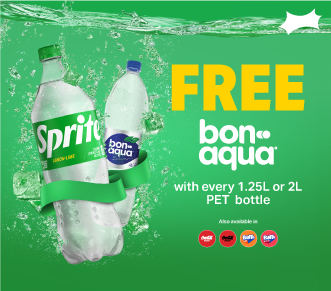 FREE
bon
aqua
with every 1.25L or 2L
PET bottle
Also available in
Sprite
LEMON-LIME
bon
aqua